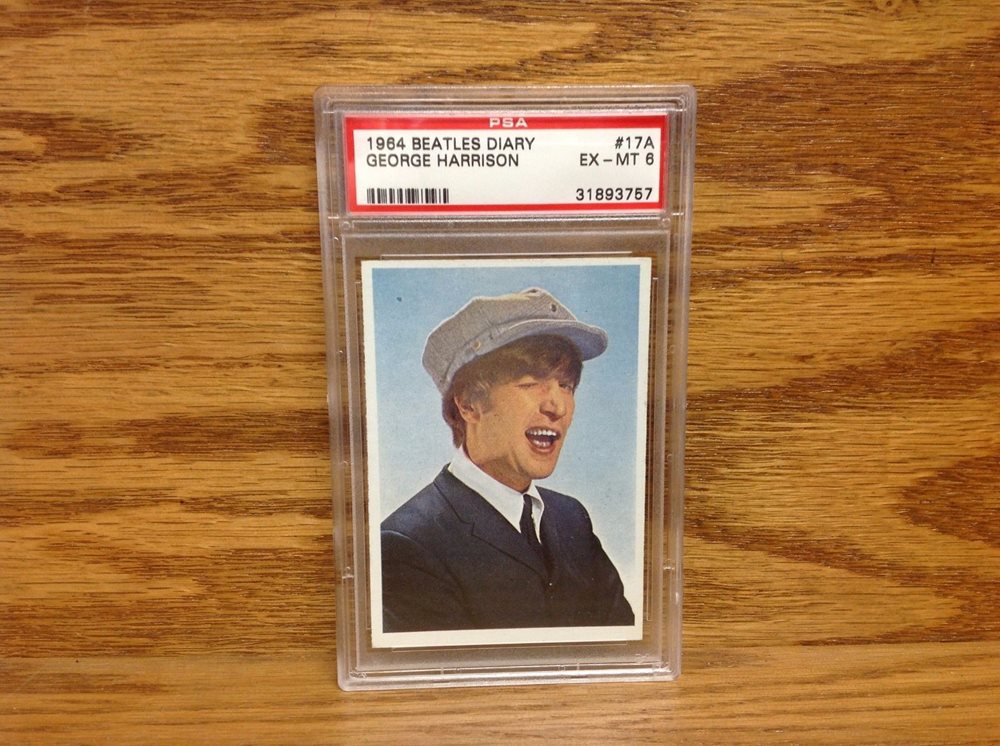 PSA
1964 BEATLES DIARY #17A
GEORGE HARRISON EX-MT 6
31893757